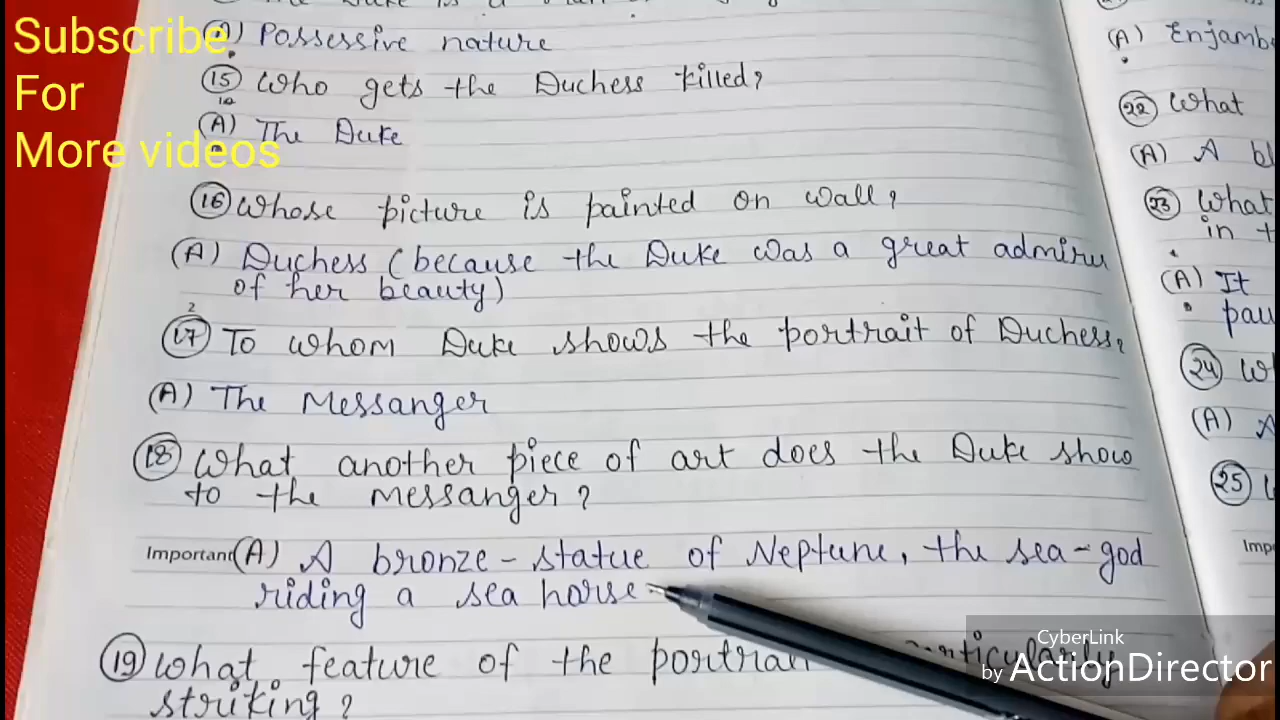 Subscribe
For
More videos
(A) Possessive nature
(15) Who gets the Duchess killed?
(A) The Duke
(16) Whose picture is painted on wall?
(A) Duchess (because the Duke was a great admirer
of her beauty)
(17) To whom Duke shows the portrait of Duchess?
(A) The Messanger
(18) What another piece of art does the Duke show
to the messanger?
Important (A) A bronze-statue of Neptune, the sea-god
riding a sea horse
(19) What feature of the
striking?
(A)
(22) What
(A) A
(23) What
in
(A) It
(24)
(A)
(25)
CyberLink
by ActionDirector